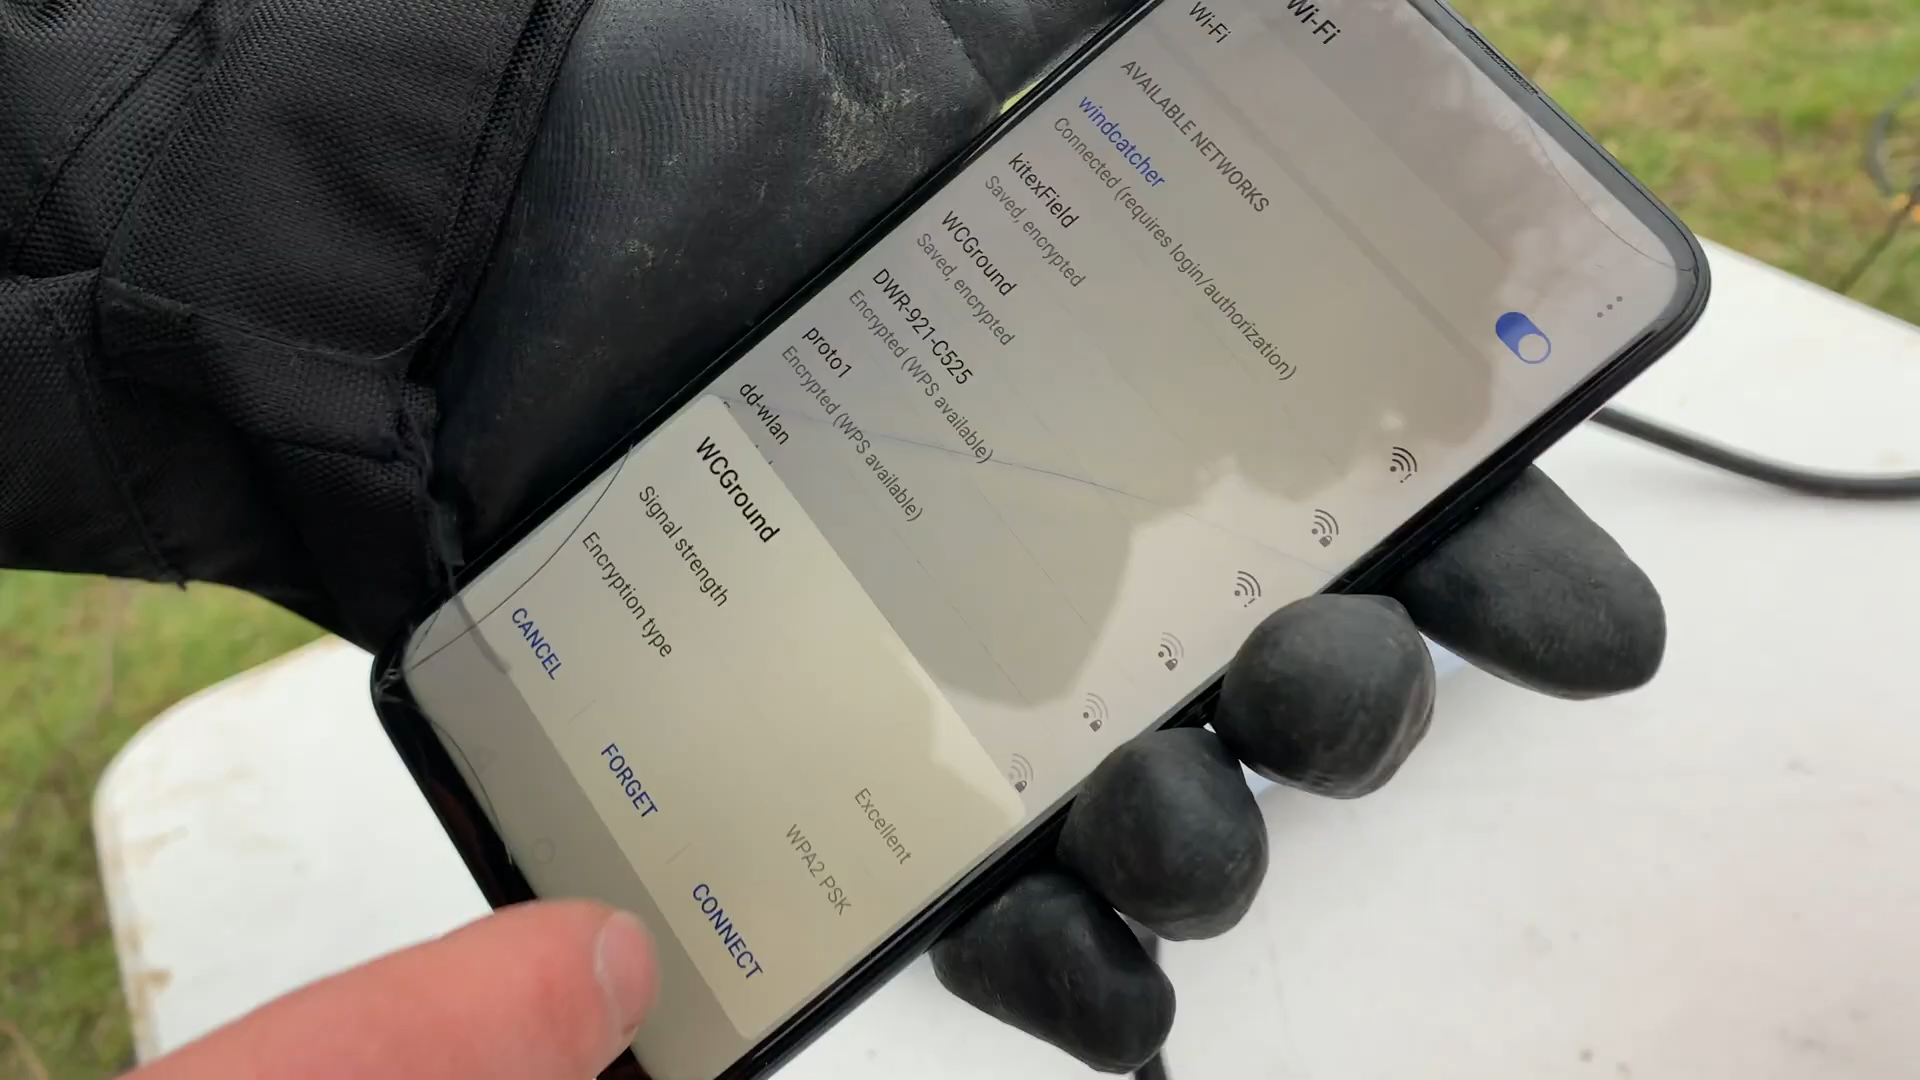 Wi-Fi
Wi-Fi
AVAILABLE NETWORKS
windcatcher
Connected (requires login/authorization)
kitexField
Saved, encrypted
WCGround
Saved, encrypted
DWR-921-C525
Encrypted (WPS available)
proto1
Encrypted (WPS available)
dd-wlan
WCGround
Signal strength
Excellent
Encryption type
WPA2 PSK
CANCEL
FORGET
CONNECT